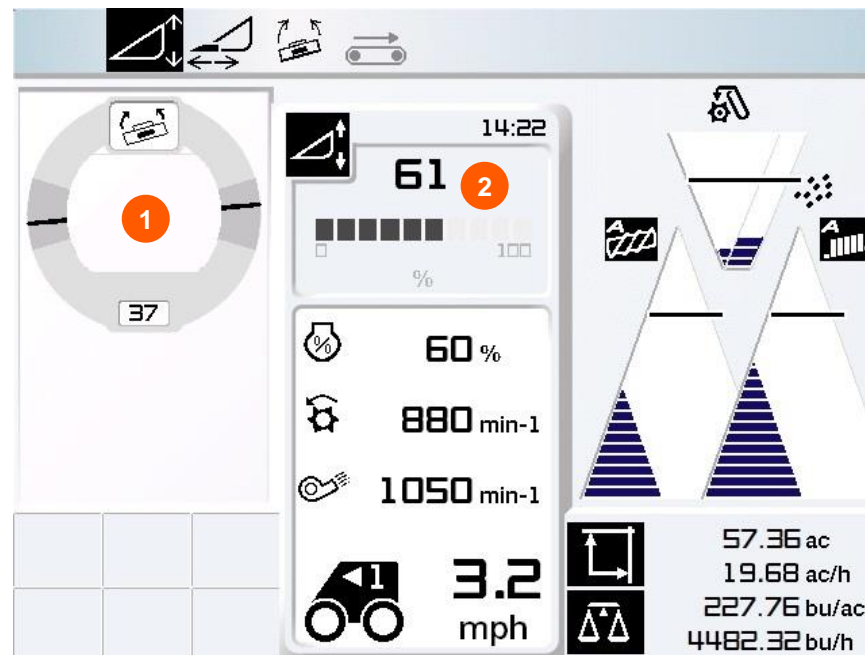 1
37
14:22
61
2
0
100
%
60 %
880 min-1
1050 min-1
1
3.2
mph
A
A
57.36 ac
19.68 ac/h
227.76 bu/ac
4482.32 bu/h